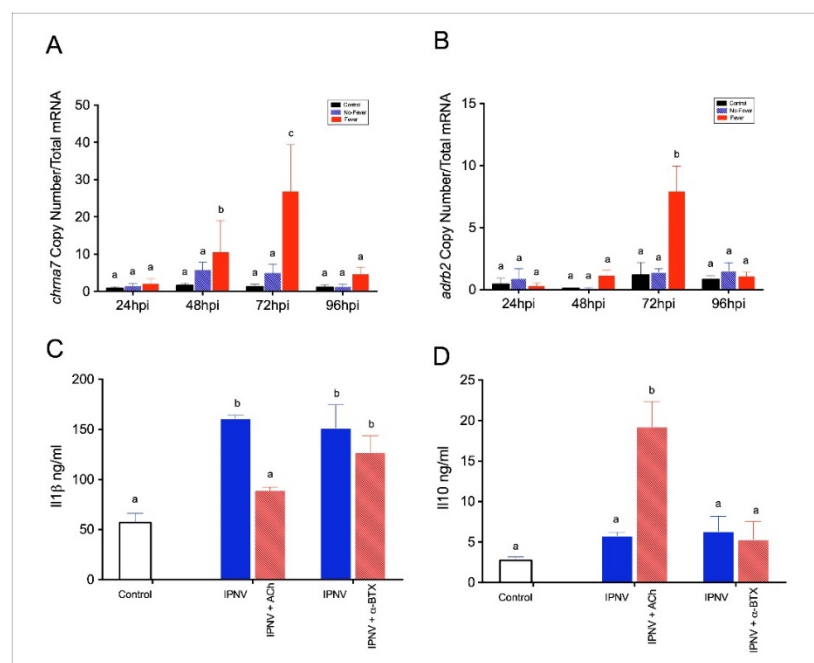 A
chrna7 Copy Number/Total mRNA
60
50
40
30
20
10
0
Control
No-Fever
Fever
a a a
a a b
a a c
a a a
24hpi 48hpi 72hpi 96hpi
B
adrb2 Copy Number/Total mRNA
15
10
5
0
Control
No-Fever
Fever
a a a
a a a
a a b
a a a
24hpi 48hpi 72hpi 96hpi
C
Il1β ng/ml
200
150
100
50
0
a
b
a
b
b
Control
IPNV
IPNV + ACh
IPNV
IPNV + α-BTX
D
Il10 ng/ml
25
20
15
10
5
0
a
a
b
a
a
Control
IPNV
IPNV + ACh
IPNV
IPNV + α-BTX